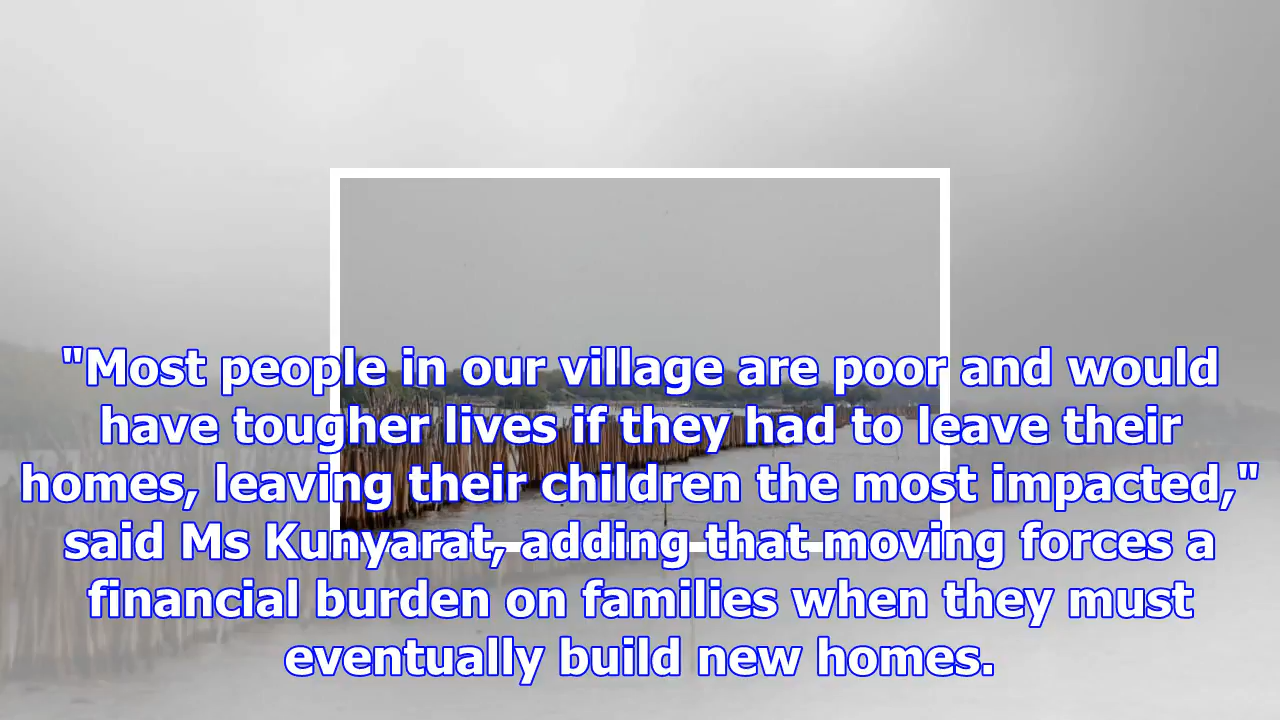 "Most people in our village are poor and would
have tougher lives if they had to leave their
homes, leaving their children the most impacted,"
said Ms Kunyarat, adding that moving forces a
financial burden on families when they must
eventually build new homes.